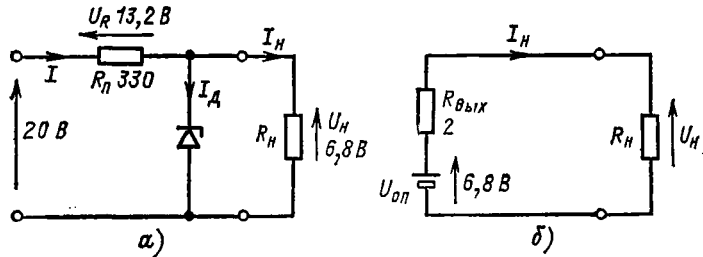 U_R 13,2 В
I
R_п 330
I_н
I_Д
20 В
R_н
U_н
6,8 В
а)
I_н
R_вых
2
U_оп
6,8 В
R_н
U_н
б)